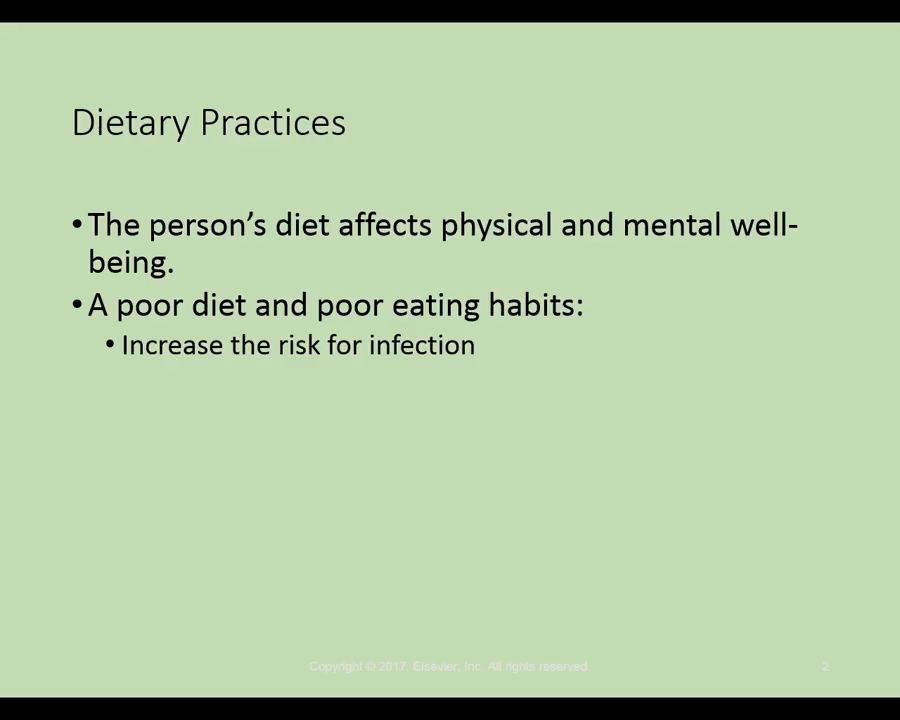 Dietary Practices
•The person’s diet affects physical and mental well-
being.
•A poor diet and poor eating habits:
•Increase the risk for infection
Copyright © 2017, Elsevier, Inc. All rights reserved.
2